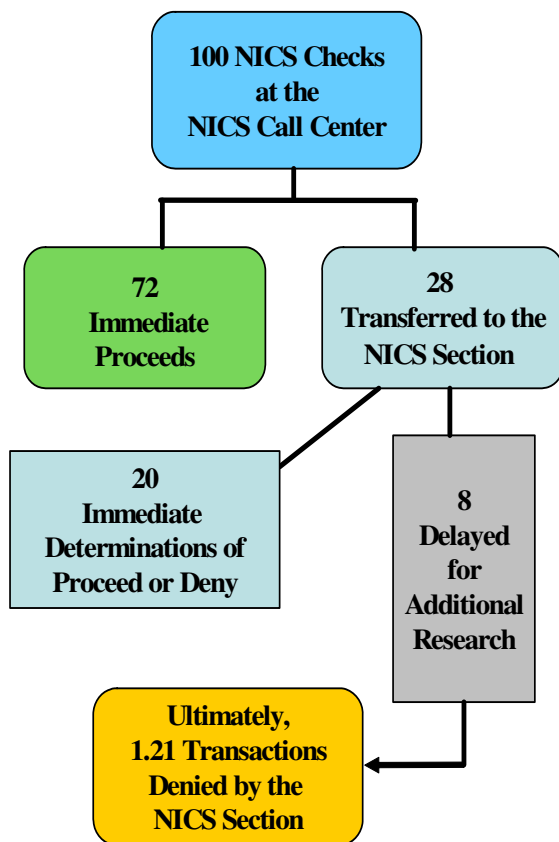 100 NICS Checks
at the
NICS Call Center
72
Immediate
Proceeds
28
Transferred to the
NICS Section
20
Immediate
Determinations of
Proceed or Deny
8
Delayed
for
Additional
Research
Ultimately,
1.21 Transactions
Denied by the
NICS Section